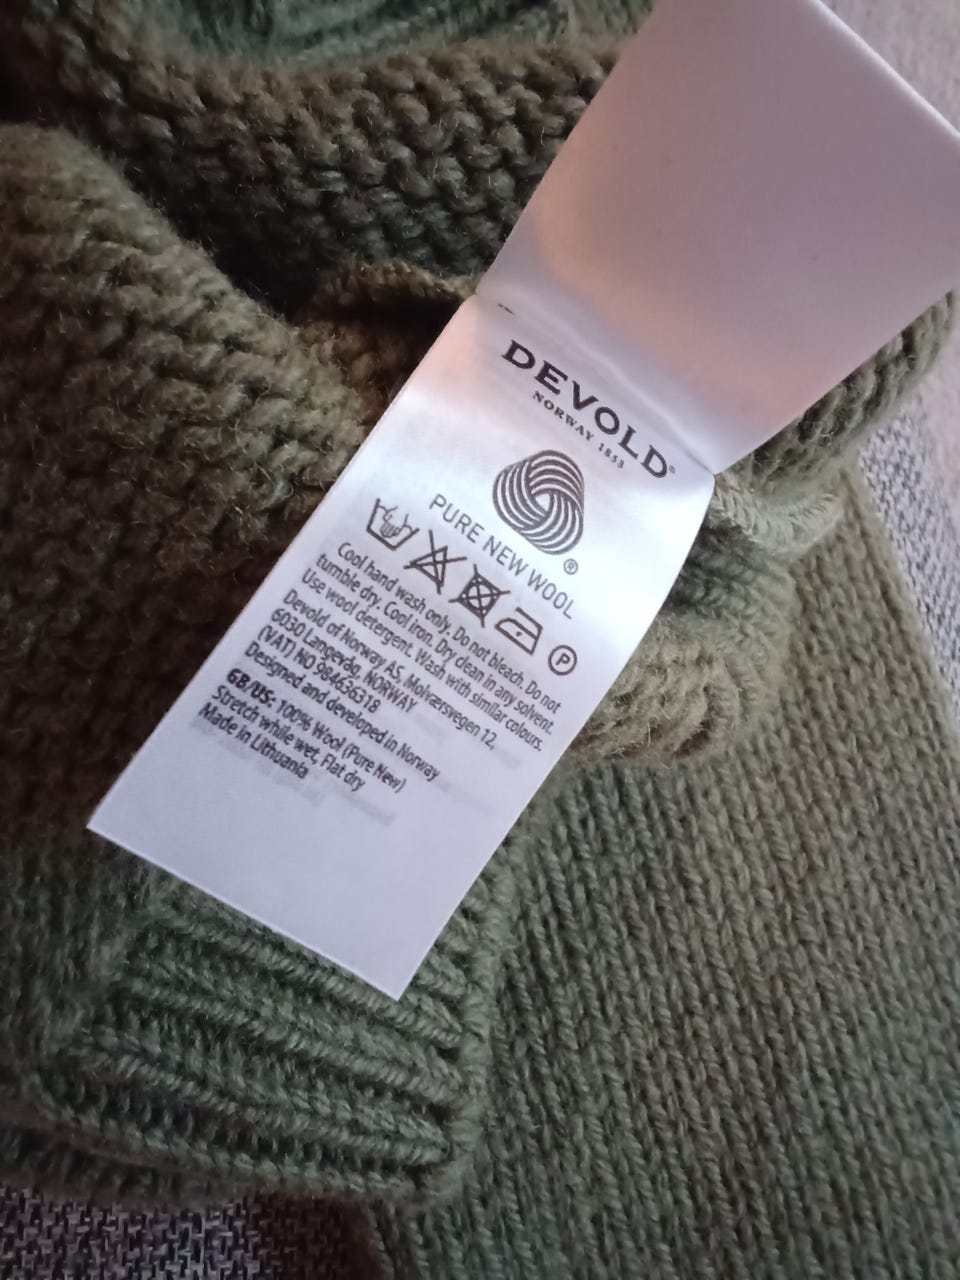 DEVOLD®
NORWAY 1853
PURE NEW WOOL
®
P
Cool hand wash only. Do not bleach. Do not
tumble dry. Cool iron. Dry clean in any solvent.
Use wool detergent. Wash with similar colours.
Devold of Norway AS, Molværsvegen 12,
6030 Langevåg, NORWAY
(VAT) NO 984636318
Designed and developed in Norway
GB/US: 100% Wool (Pure New)
Stretch while wet, Flat dry
Made in Lithuania